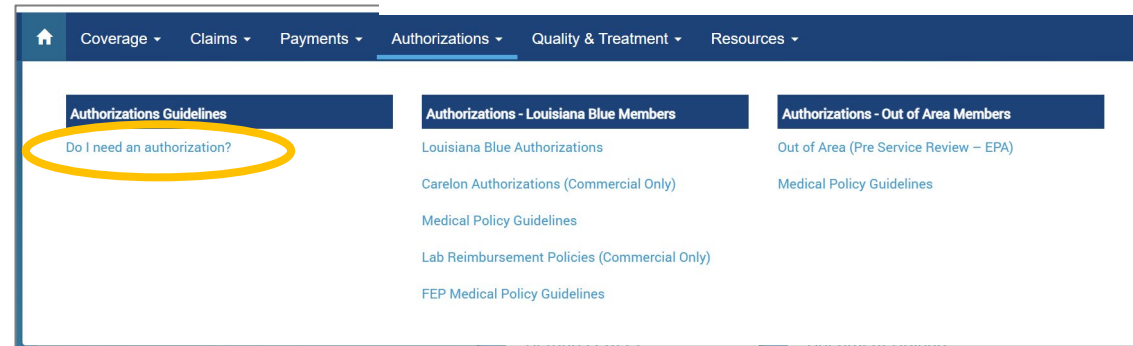 Coverage Claims Payments Authorizations Quality & Treatment Resources
Authorizations Guidelines
Do I need an authorization?
Authorizations - Louisiana Blue Members
Louisiana Blue Authorizations
Carelon Authorizations (Commercial Only)
Medical Policy Guidelines
Lab Reimbursement Policies (Commercial Only)
FEP Medical Policy Guidelines
Authorizations - Out of Area Members
Out of Area (Pre Service Review – EPA)
Medical Policy Guidelines